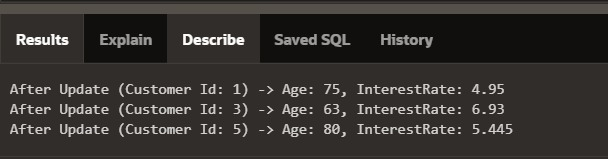 Results Explain Describe Saved SQL History
After Update (Customer Id: 1) -> Age: 75, InterestRate: 4.95
After Update (Customer Id: 3) -> Age: 63, InterestRate: 6.93
After Update (Customer Id: 5) -> Age: 80, InterestRate: 5.445